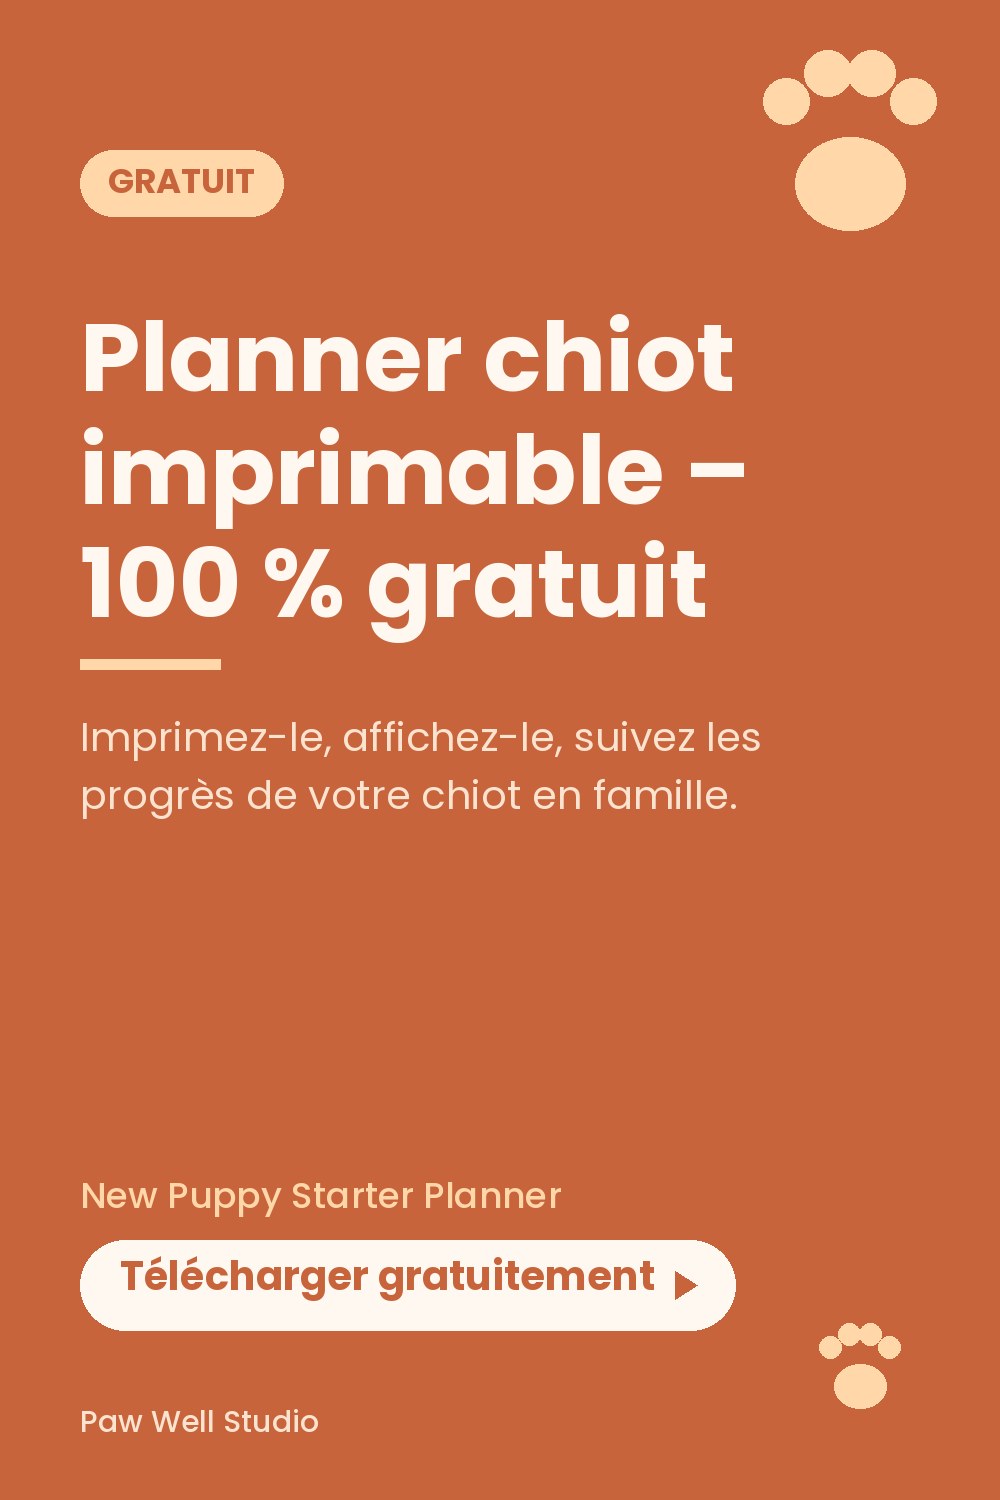 GRATUIT
Planner chiot
imprimable –
100 % gratuit
Imprimez-le, affichez-le, suivez les
progrès de votre chiot en famille.
New Puppy Starter Planner
Télécharger gratuitement
Paw Well Studio